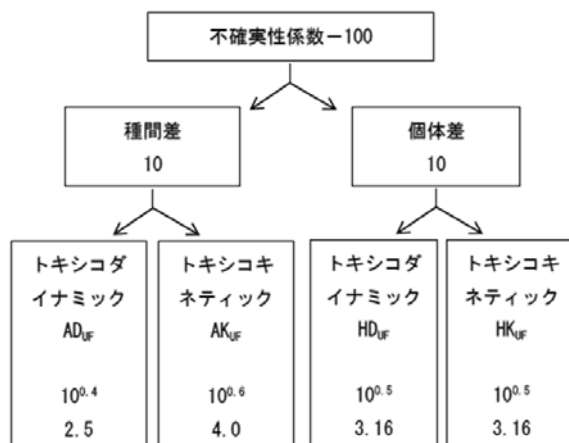 不確実性係数－100
種間差
10
個体差
10
トキシコダ
イナミック
AD_UF
10^0.4
2.5
トキシコキ
ネティック
AK_UF
10^0.6
4.0
トキシコダ
イナミック
HD_UF
10^0.5
3.16
トキシコキ
ネティック
HK_UF
10^0.5
3.16